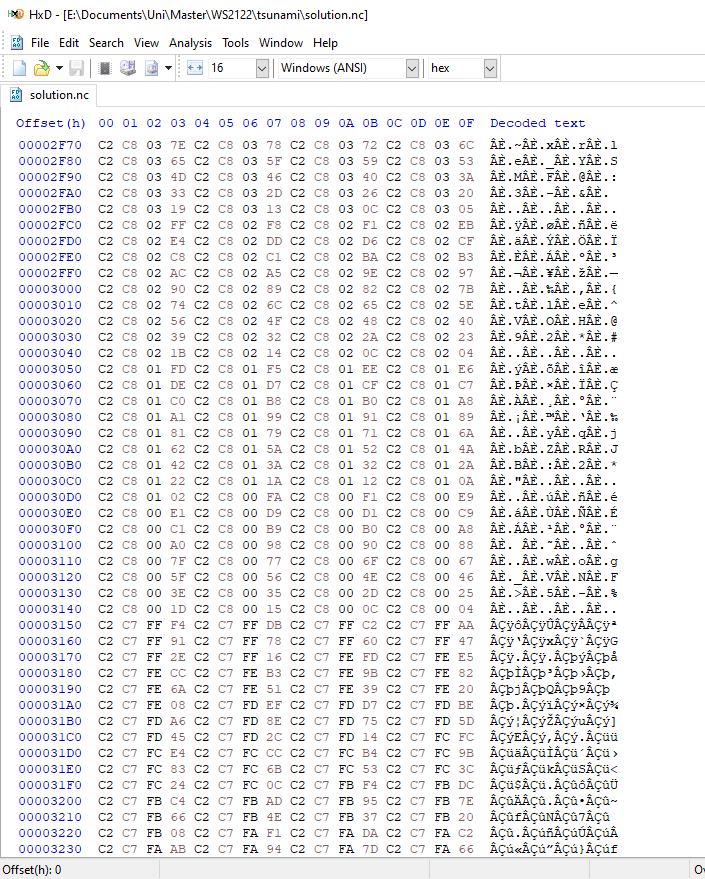 HxD - [E:\Documents\Uni\Master\WS2122\tsunami\solution.nc]
File Edit Search View Analysis Tools Window Help
16 Windows (ANSI) hex
solution.nc
Offset(h) 00 01 02 03 04 05 06 07 08 09 0A 0B 0C 0D 0E 0F Decoded text
00002F70 C2 C8 03 7E C2 C8 03 78 C2 C8 03 72 C2 C8 03 6C ÂÈ.~ÂÈ.xÂÈ.rÂÈ.l
00002F80 C2 C8 03 65 C2 C8 03 5F C2 C8 03 59 C2 C8 03 53 ÂÈ.eÂÈ._ÂÈ.YÂÈ.S
00002F90 C2 C8 03 4D C2 C8 03 46 C2 C8 03 40 C2 C8 03 3A ÂÈ.MÂÈ.FÂÈ.@ÂÈ.:
00002FA0 C2 C8 03 33 C2 C8 03 2D C2 C8 03 26 C2 C8 03 20 ÂÈ.3ÂÈ.-ÂÈ.&ÂÈ.
00002FB0 C2 C8 03 19 C2 C8 03 13 C2 C8 03 0C C2 C8 03 05 ÂÈ..ÂÈ..ÂÈ..ÂÈ..
00002FC0 C2 C8 02 FF C2 C8 02 F8 C2 C8 02 F1 C2 C8 02 EB ÂÈ.ÿÂÈ.øÂÈ.ñÂÈ.ë
00002FD0 C2 C8 02 E4 C2 C8 02 DD C2 C8 02 D6 C2 C8 02 CF ÂÈ.äÂÈ.ÝÂÈ.ÖÂÈ.Ï
00002FE0 C2 C8 02 C8 C2 C8 02 C1 C2 C8 02 BA C2 C8 02 B3 ÂÈ.ÈÂÈ.ÁÂÈ.ºÂÈ.³
00002FF0 C2 C8 02 AC C2 C8 02 A5 C2 C8 02 9E C2 C8 02 97 ÂÈ.¬ÂÈ.¥ÂÈ.žÂÈ.—
00003000 C2 C8 02 90 C2 C8 02 89 C2 C8 02 82 C2 C8 02 7B ÂÈ..ÂÈ.‰ÂÈ.‚ÂÈ.{
00003010 C2 C8 02 74 C2 C8 02 6C C2 C8 02 65 C2 C8 02 5E ÂÈ.tÂÈ.lÂÈ.eÂÈ.^
00003020 C2 C8 02 56 C2 C8 02 4F C2 C8 02 48 C2 C8 02 40 ÂÈ.VÂÈ.OÂÈ.HÂÈ.@
00003030 C2 C8 02 39 C2 C8 02 32 C2 C8 02 2A C2 C8 02 23 ÂÈ.9ÂÈ.2ÂÈ.*ÂÈ.#
00003040 C2 C8 02 1B C2 C8 02 14 C2 C8 02 0C C2 C8 02 04 ÂÈ..ÂÈ..ÂÈ..ÂÈ..
00003050 C2 C8 01 FD C2 C8 01 F5 C2 C8 01 EE C2 C8 01 E6 ÂÈ.ýÂÈ.õÂÈ.îÂÈ.æ
00003060 C2 C8 01 DE C2 C8 01 D7 C2 C8 01 CF C2 C8 01 C7 ÂÈ.ÞÂÈ.×ÂÈ.ÏÂÈ.Ç
00003070 C2 C8 01 C0 C2 C8 01 B8 C2 C8 01 B0 C2 C8 01 A8 ÂÈ.ÀÂÈ.¸ÂÈ.°ÂÈ.¨
00003080 C2 C8 01 A1 C2 C8 01 99 C2 C8 01 91 C2 C8 01 89 ÂÈ.¡ÂÈ.™ÂÈ.‘ÂÈ.‰
00003090 C2 C8 01 81 C2 C8 01 79 C2 C8 01 71 C2 C8 01 6A ÂÈ..ÂÈ.yÂÈ.qÂÈ.j
000030A0 C2 C8 01 62 C2 C8 01 5A C2 C8 01 52 C2 C8 01 4A ÂÈ.bÂÈ.ZÂÈ.RÂÈ.J
000030B0 C2 C8 01 42 C2 C8 01 3A C2 C8 01 32 C2 C8 01 2A ÂÈ.BÂÈ.:ÂÈ.2ÂÈ.*
000030C0 C2 C8 01 22 C2 C8 01 1A C2 C8 01 12 C2 C8 01 0A ÂÈ."ÂÈ..ÂÈ..ÂÈ..
000030D0 C2 C8 01 02 C2 C8 00 FA C2 C8 00 F1 C2 C8 00 E9 ÂÈ..ÂÈ.úÂÈ.ñÂÈ.é
000030E0 C2 C8 00 E1 C2 C8 00 D9 C2 C8 00 D1 C2 C8 00 C9 ÂÈ.áÂÈ.ÙÂÈ.ÑÂÈ.É
000030F0 C2 C8 00 C1 C2 C8 00 B9 C2 C8 00 B0 C2 C8 00 A8 ÂÈ.ÁÂÈ.¹ÂÈ.°ÂÈ.¨
00003100 C2 C8 00 A0 C2 C8 00 98 C2 C8 00 90 C2 C8 00 88 ÂÈ. ÂÈ.˜ÂÈ..ÂÈ.ˆ
00003110 C2 C8 00 7F C2 C8 00 77 C2 C8 00 6F C2 C8 00 67 ÂÈ..ÂÈ.wÂÈ.oÂÈ.g
00003120 C2 C8 00 5F C2 C8 00 56 C2 C8 00 4E C2 C8 00 46 ÂÈ._ÂÈ.VÂÈ.NÂÈ.F
00003130 C2 C8 00 3E C2 C8 00 35 C2 C8 00 2D C2 C8 00 25 ÂÈ.>ÂÈ.5ÂÈ.-ÂÈ.%
00003140 C2 C8 00 1D C2 C8 00 15 C2 C8 00 0C C2 C8 00 04 ÂÈ..ÂÈ..ÂÈ..ÂÈ..
00003150 C2 C7 FF F4 C2 C7 FF DB C2 C7 FF C2 C2 C7 FF AA ÂÇÿôÂÇÿÛÂÇÿÂÂÇÿª
00003160 C2 C7 FF 91 C2 C7 FF 78 C2 C7 FF 60 C2 C7 FF 47 ÂÇÿ‘ÂÇÿxÂÇÿ`ÂÇÿG
00003170 C2 C7 FF 2E C2 C7 FF 16 C2 C7 FE FD C2 C7 FE E5 ÂÇÿ.ÂÇÿ.ÂÇþýÂÇþå
00003180 C2 C7 FE CC C2 C7 FE B3 C2 C7 FE 9B C2 C7 FE 82 ÂÇþÌÂÇþ³ÂÇþ›ÂÇþ‚
00003190 C2 C7 FE 6A C2 C7 FE 51 C2 C7 FE 39 C2 C7 FE 20 ÂÇþjÂÇþQÂÇþ9ÂÇþ
000031A0 C2 C7 FE 08 C2 C7 FD EF C2 C7 FD D7 C2 C7 FD BE ÂÇþ.ÂÇýïÂÇý×ÂÇý¾
000031B0 C2 C7 FD A6 C2 C7 FD 8E C2 C7 FD 75 C2 C7 FD 5D ÂÇý¦ÂÇýŽÂÇýuÂÇý]
000031C0 C2 C7 FD 45 C2 C7 FD 2C C2 C7 FD 14 C2 C7 FC FC ÂÇýEÂÇý,ÂÇý.ÂÇüü
000031D0 C2 C7 FC E4 C2 C7 FC CC C2 C7 FC B4 C2 C7 FC 9B ÂÇüäÂÇüÌÂÇü´ÂÇü›
000031E0 C2 C7 FC 83 C2 C7 FC 6B C2 C7 FC 53 C2 C7 FC 3C ÂÇüƒÂÇükÂÇüSÂÇü<
000031F0 C2 C7 FC 24 C2 C7 FC 0C C2 C7 FB F4 C2 C7 FB DC ÂÇü$ÂÇü.ÂÇûôÂÇûÜ
00003200 C2 C7 FB C4 C2 C7 FB AD C2 C7 FB 95 C2 C7 FB 7E ÂÇûÄÂÇû.ÂÇû•ÂÇû~
00003210 C2 C7 FB 66 C2 C7 FB 4E C2 C7 FB 37 C2 C7 FB 20 ÂÇûfÂÇûNÂÇû7ÂÇû
00003220 C2 C7 FB 08 C2 C7 FA F1 C2 C7 FA DA C2 C7 FA C2 ÂÇû.ÂÇúñÂÇúÚÂÇúÂ
00003230 C2 C7 FA AB C2 C7 FA 94 C2 C7 FA 7D C2 C7 FA 66 ÂÇú«ÂÇú”ÂÇú}ÂÇúf
Offset(h): 0 Ov